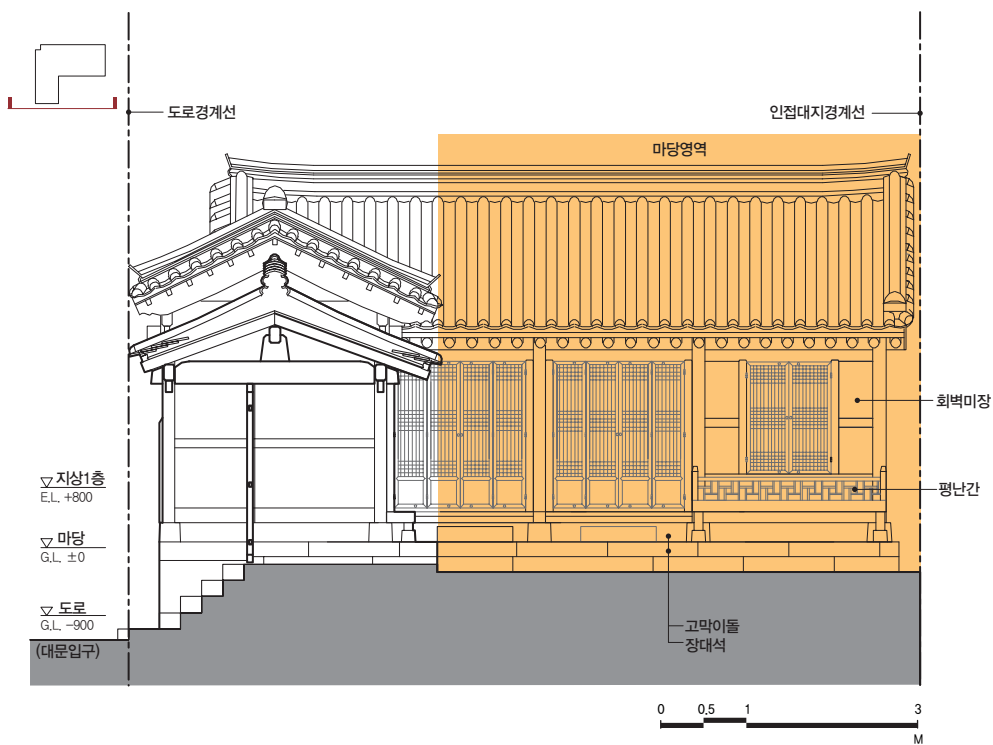 도로경계선
인접대지경계선
마당영역
회벽미장
평난간
▽ 지상1층
E.L. +800
▽ 마당
G.L. ±0
▽ 도로
G.L. -900
(대문입구)
고막이돌
장대석
0 0.5 1 3
M